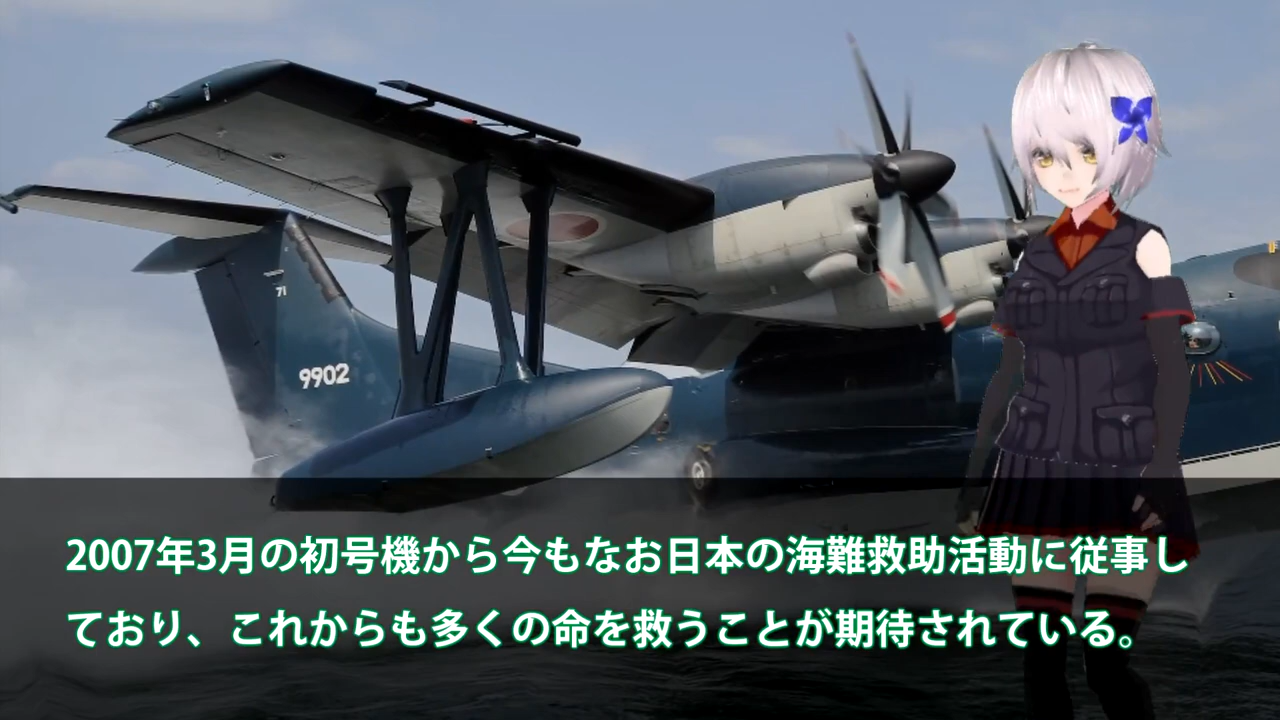 71
9902
2007年3月の初号機から今もなお日本の海難救助活動に従事し
ており、これからも多くの命を救うことが期待されている。